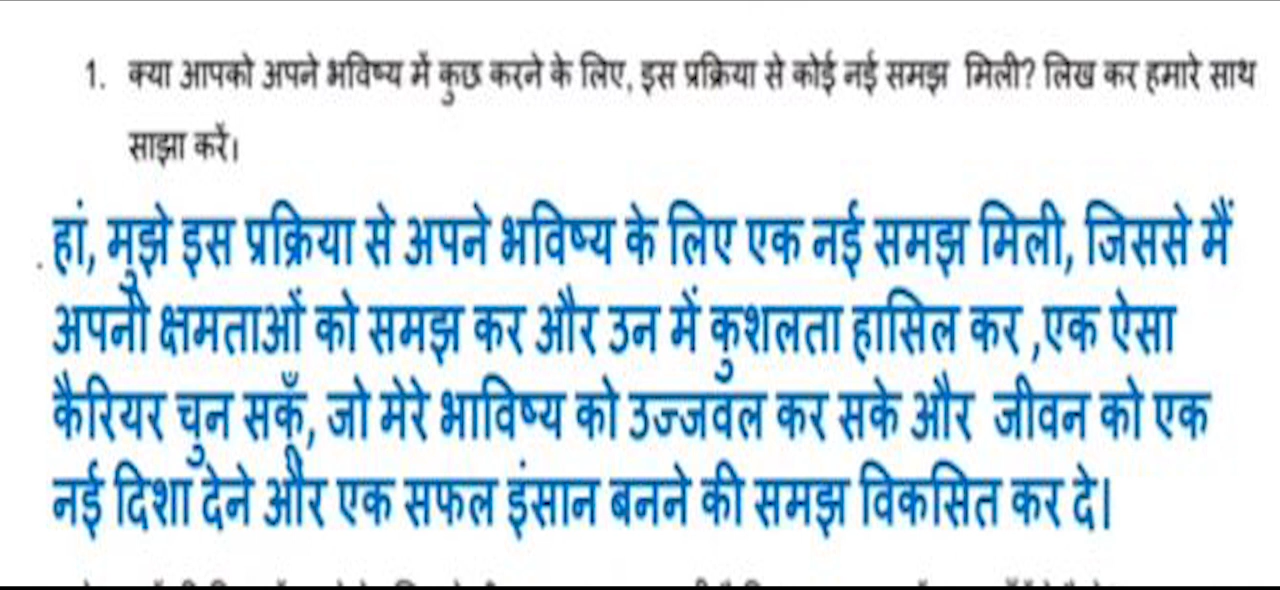 1. क्या आपको अपने भविष्य में कुछ करने के लिए, इस प्रक्रिया से कोई नई समझ मिली? लिख कर हमारे साथ
साझा करें।
हां, मुझे इस प्रक्रिया से अपने भविष्य के लिए एक नई समझ मिली, जिससे मैं
अपनी क्षमताओं को समझ कर और उन में कुशलता हासिल कर ,एक ऐसा
कैरियर चुन सकूँ, जो मेरे भाविष्य को उज्जवल कर सके और जीवन को एक
नई दिशा देने और एक सफल इंसान बनने की समझ विकसित कर दे।